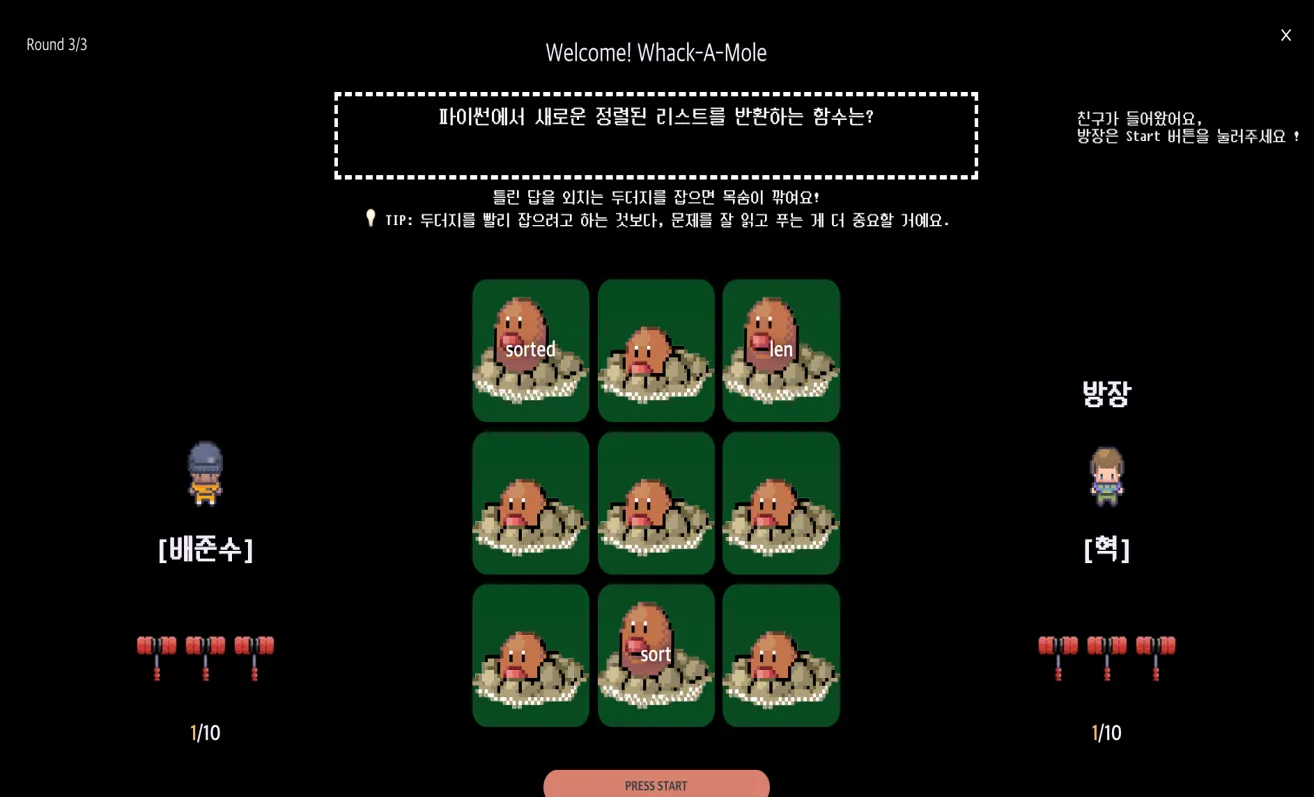 Round 3/3
X
Welcome! Whack-A-Mole
파이썬에서 새로운 정렬된 리스트를 반환하는 함수는?
친구가 들어왔어요,
방장은 Start 버튼을 눌러주세요 !
틀린 답을 외치는 두더지를 잡으면 목숨이 깎여요!
TIP: 두더지를 빨리 잡으려고 하는 것보다, 문제를 잘 읽고 푸는 게 더 중요할 거예요.
sorted
len
방장
[배준수]
[혁]
sort
1/10
1/10
PRESS START